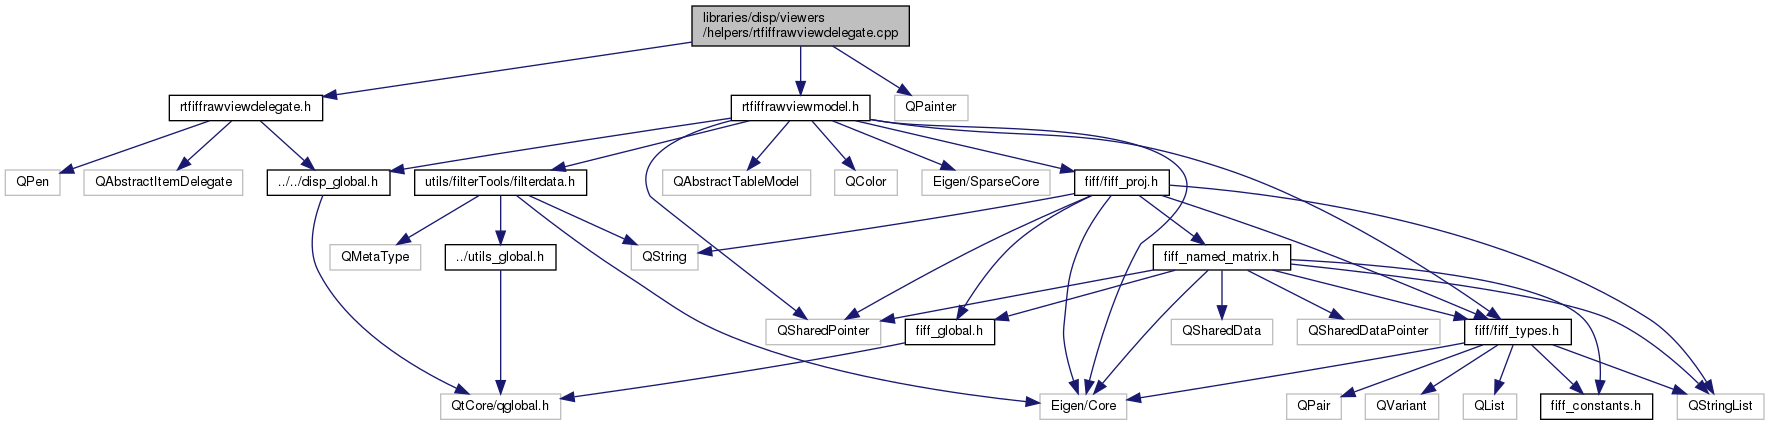 libraries/disp/viewers
/helpers/rtfiffrawviewdelegate.cpp
rtfiffrawviewdelegate.h
rtfiffrawviewmodel.h
QPainter
QPen
QAbstractItemDelegate
../../disp_global.h
utils/filterTools/filterdata.h
QAbstractTableModel
QColor
Eigen/SparseCore
fiff/fiff_proj.h
QMetaType
../utils_global.h
QString
fiff_named_matrix.h
QSharedPointer
fiff_global.h
QSharedData
QSharedDataPointer
fiff/fiff_types.h
QtCore/qglobal.h
Eigen/Core
QPair
QVariant
QList
fiff_constants.h
QStringList